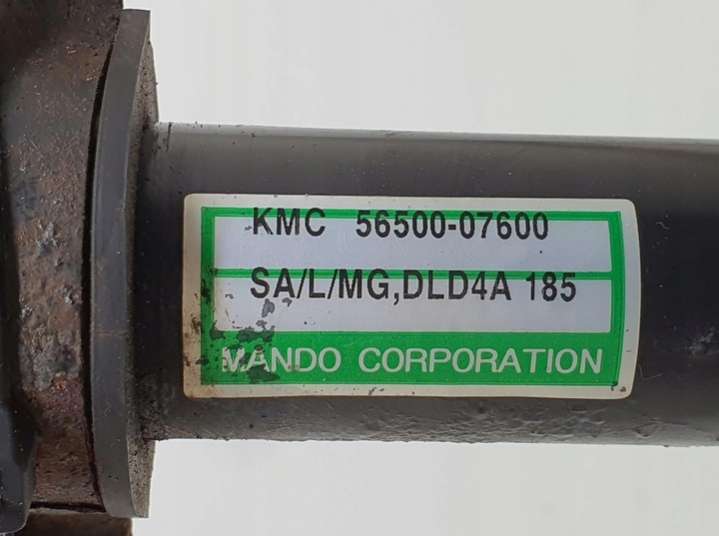 KMC 56500-07600
SA/L/MG,DLD4A 185
MANDO CORPORATION